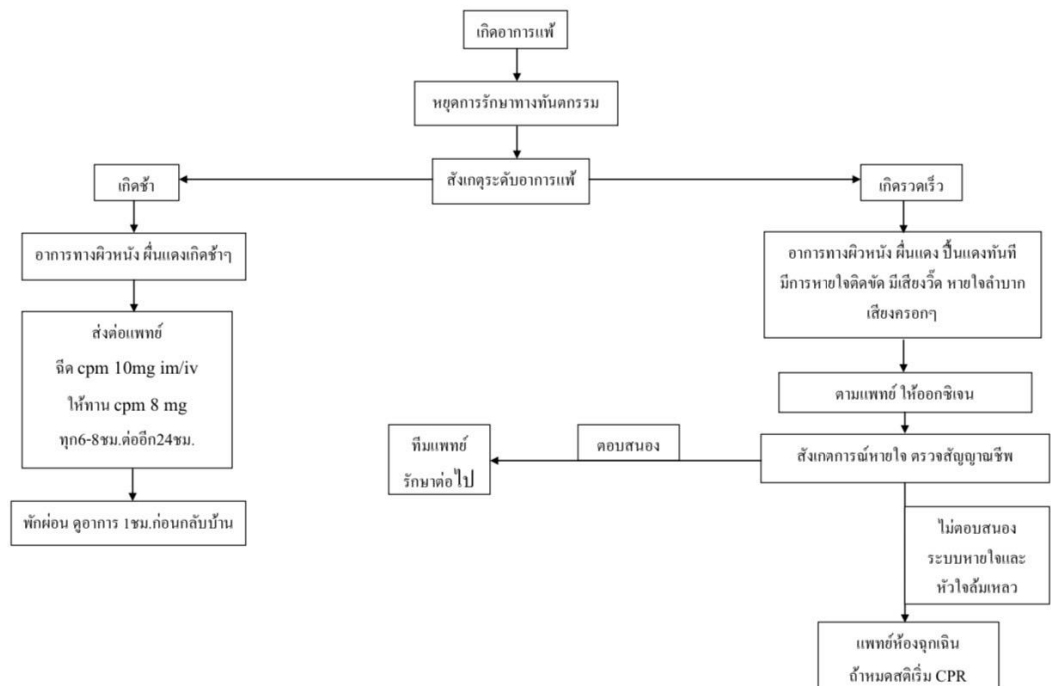 เกิดอาการแพ้
หยุดการรักษาทางทันตกรรม
สังเกตุระดับอาการแพ้
เกิดช้า
อาการทางผิวหนัง ผื่นแดงเกิดช้าๆ
ส่งต่อแพทย์
ฉีด cpm 10mg im/iv
ให้ทาน cpm 8 mg
ทุก6-8ชม.ต่ออีก24ชม.
พักผ่อน ดูอาการ 1ชม.ก่อนกลับบ้าน
เกิดรวดเร็ว
อาการทางผิวหนัง ผื่นแดง ปื้นแดงทันที
มีการหายใจติดขัด มีเสียงวี๊ด หายใจลำบาก
เสียงครอกๆ
ตามแพทย์ ให้ออกซิเจน
สังเกตการณ์หายใจ ตรวจสัญญาณชีพ
ตอบสนอง
ทีมแพทย์
รักษาต่อไป
ไม่ตอบสนอง
ระบบหายใจและ
หัวใจล้มเหลว
แพทย์ห้องฉุกเฉิน
ถ้าหมดสติเริ่ม CPR